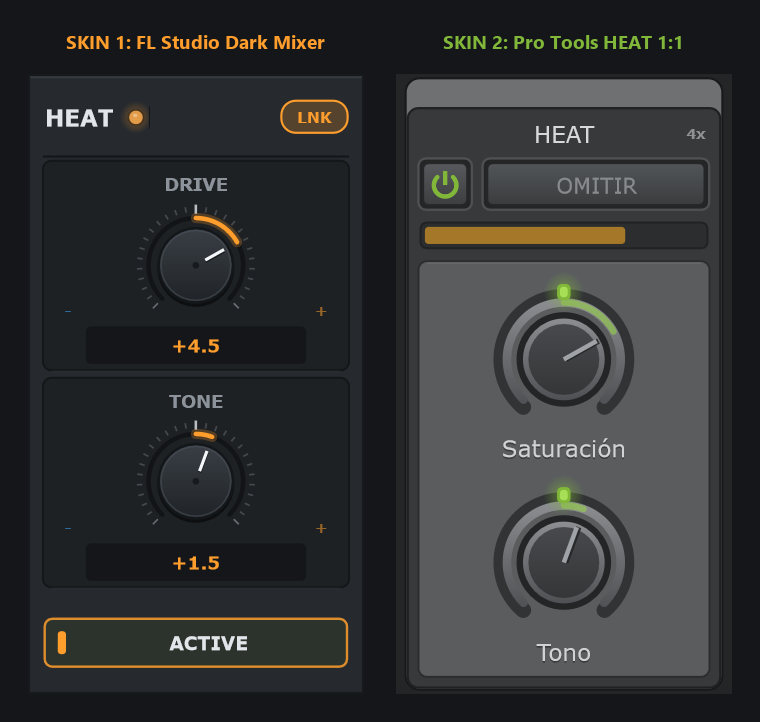 SKIN 1: FL Studio Dark Mixer
HEAT
LNK
DRIVE
- +
+4.5
TONE
- +
+1.5
ACTIVE
SKIN 2: Pro Tools HEAT 1:1
HEAT 4x
OMITIR
Saturación
Tono